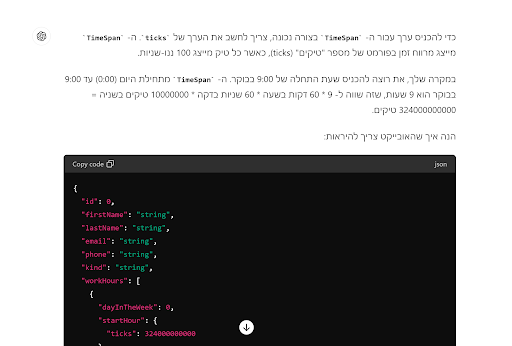 כדי להכניס ערך עבור ה- `TimeSpan` בצורה נכונה, צריך לחשב את הערך של `ticks`. ה- `TimeSpan`
מייצג מרווח זמן בפורמט של מספר "טיקים" (ticks), כאשר כל טיק מייצג 100 ננו-שניות.
במקרה שלך, את רוצה להכניס שעת התחלה של 9:00 בבוקר. ה- `TimeSpan` מתחילת היום (0:00) עד 9:00
בבוקר הוא 9 שעות, שזה שווה ל- 9 * 60 דקות בשעה * 60 שניות בדקה * 10000000 טיקים בשניה =
324000000000 טיקים.
הנה איך שהאובייקט צריך להיראות:
Copy code json
{
"id": 0,
"firstName": "string",
"lastName": "string",
"email": "string",
"phone": "string",
"kind": "string",
"workHours": [
{
"dayInTheWeek": 0,
"startHour": {
"ticks": 324000000000